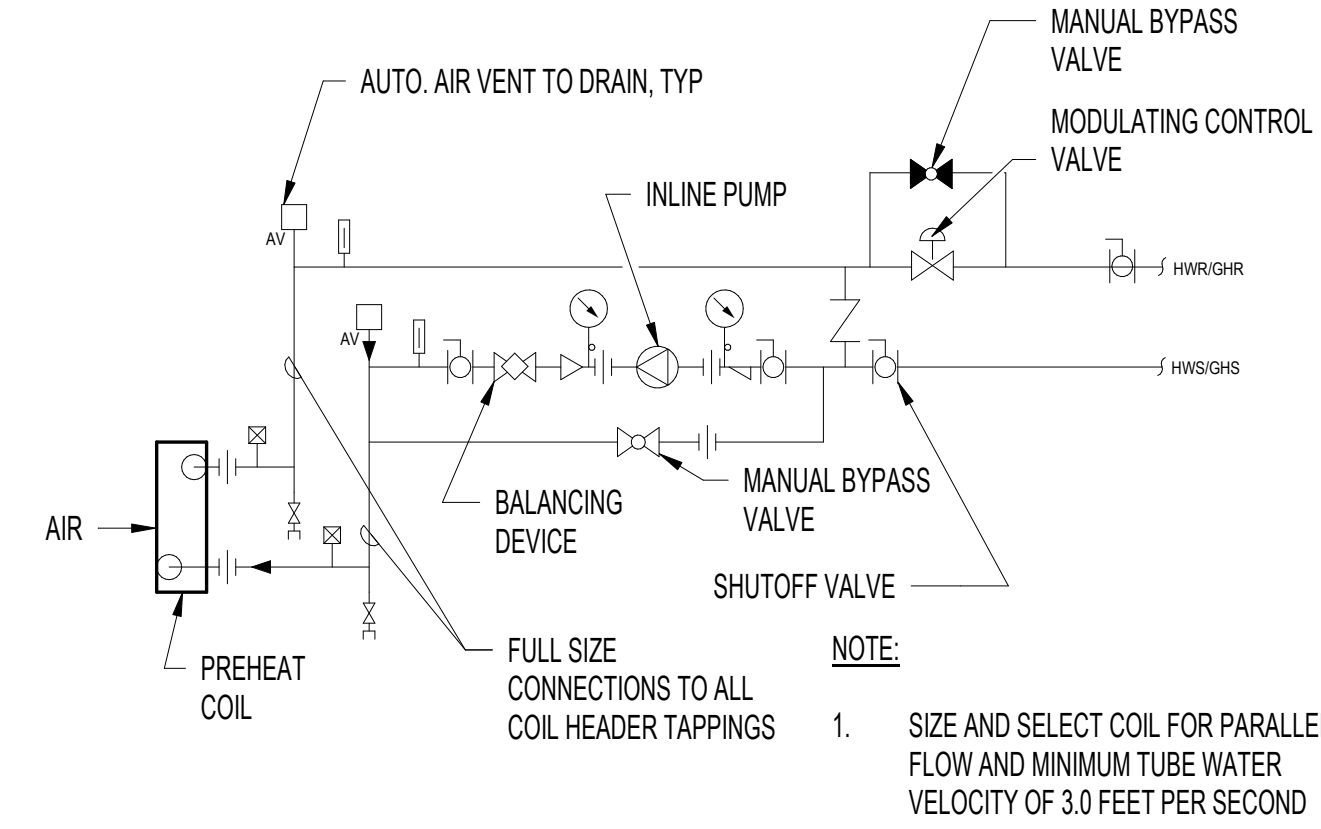 MANUAL BYPASS
VALVE
AUTO. AIR VENT TO DRAIN, TYP
MODULATING CONTROL
VALVE
INLINE PUMP
AV
HWR/GHR
AV
HWS/GHS
MANUAL BYPASS
VALVE
BALANCING
DEVICE
AIR
SHUTOFF VALVE
PREHEAT
COIL
FULL SIZE
CONNECTIONS TO ALL
COIL HEADER TAPPINGS
NOTE:
1. SIZE AND SELECT COIL FOR PARALLE
FLOW AND MINIMUM TUBE WATER
VELOCITY OF 3.0 FEET PER SECOND